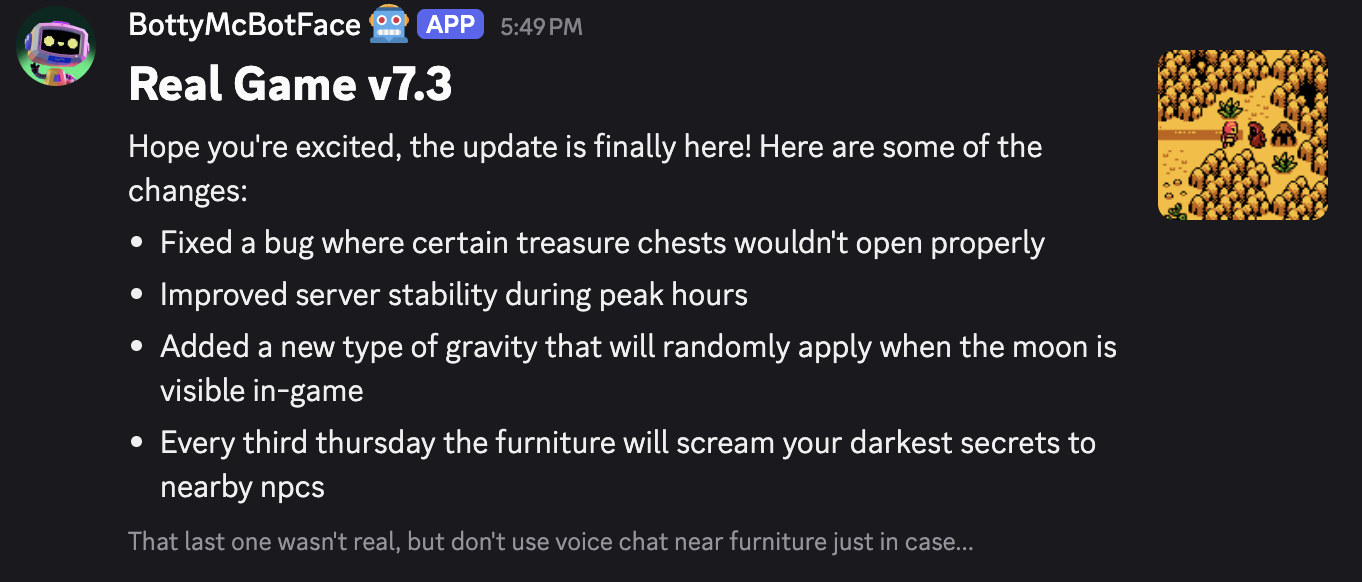 BottyMcBotFace 🤖 APP 5:49 PM
Real Game v7.3
Hope you're excited, the update is finally here! Here are some of the
changes:
• Fixed a bug where certain treasure chests wouldn't open properly
• Improved server stability during peak hours
• Added a new type of gravity that will randomly apply when the moon is
visible in-game
• Every third thursday the furniture will scream your darkest secrets to
nearby npcs
That last one wasn't real, but don't use voice chat near furniture just in case...